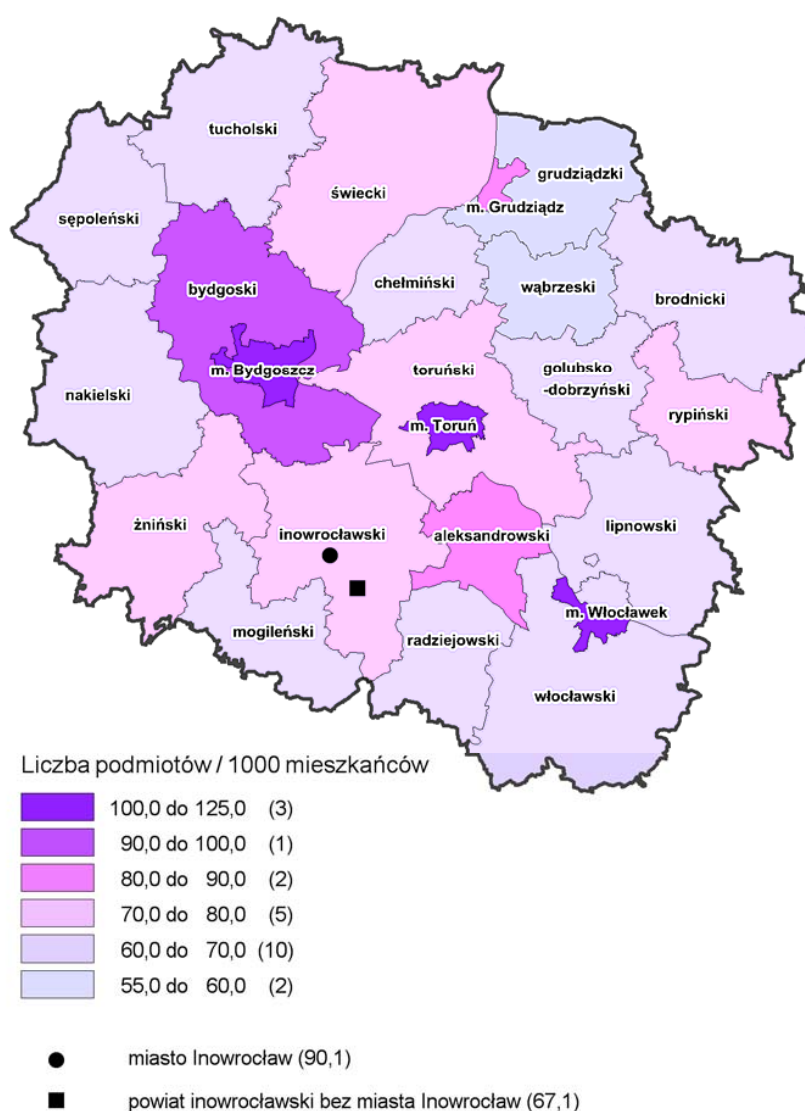 tucholski
świecki
grudziądzki
m. Grudziądz
sępoleński
bydgoski
chełmiński
wąbrzeski
brodnicki
m. Bydgoszcz
toruński
golubsko
-dobrzyński
nakielski
rypiński
m. Toruń
żniński
inowrocławski
aleksandrowski
lipnowski
mogileński
radziejowski
m. Włocławek
włocławski
Liczba podmiotów / 1000 mieszkańców
100,0 do 125,0 (3)
90,0 do 100,0 (1)
80,0 do 90,0 (2)
70,0 do 80,0 (5)
60,0 do 70,0 (10)
55,0 do 60,0 (2)
miasto Inowrocław (90,1)
powiat inowrocławski bez miasta Inowrocław (67,1)